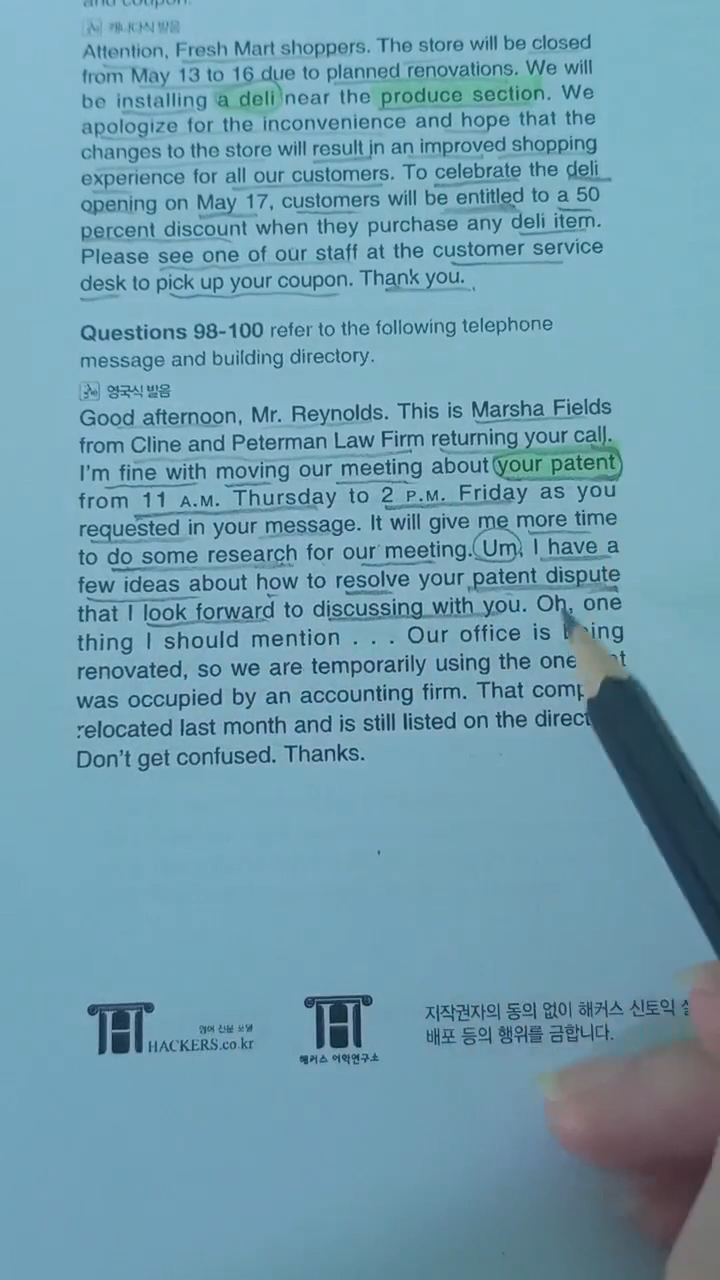 and coupon.
캐나다식 발음
Attention, Fresh Mart shoppers. The store will be closed
from May 13 to 16 due to planned renovations. We will
be installing a deli near the produce section. We
apologize for the inconvenience and hope that the
changes to the store will result in an improved shopping
experience for all our customers. To celebrate the deli
opening on May 17, customers will be entitled to a 50
percent discount when they purchase any deli item.
Please see one of our staff at the customer service
desk to pick up your coupon. Thank you.
Questions 98-100 refer to the following telephone
message and building directory.
영국식 발음
Good afternoon, Mr. Reynolds. This is Marsha Fields
from Cline and Peterman Law Firm returning your call.
I'm fine with moving our meeting about your patent
from 11 A.M. Thursday to 2 P.M. Friday as you
requested in your message. It will give me more time
to do some research for our meeting. Um, I have a
few ideas about how to resolve your patent dispute
that I look forward to discussing with you. Oh, one
thing I should mention . . . Our office is being
renovated, so we are temporarily using the one
was occupied by an accounting firm. That
relocated last month and is still listed on the
Don't get confused. Thanks.
HACKERS.co.kr
해커스 어학연구소
저작권자의 동의 없이 해커스 신토익
배포 등의 행위를 금합니다.